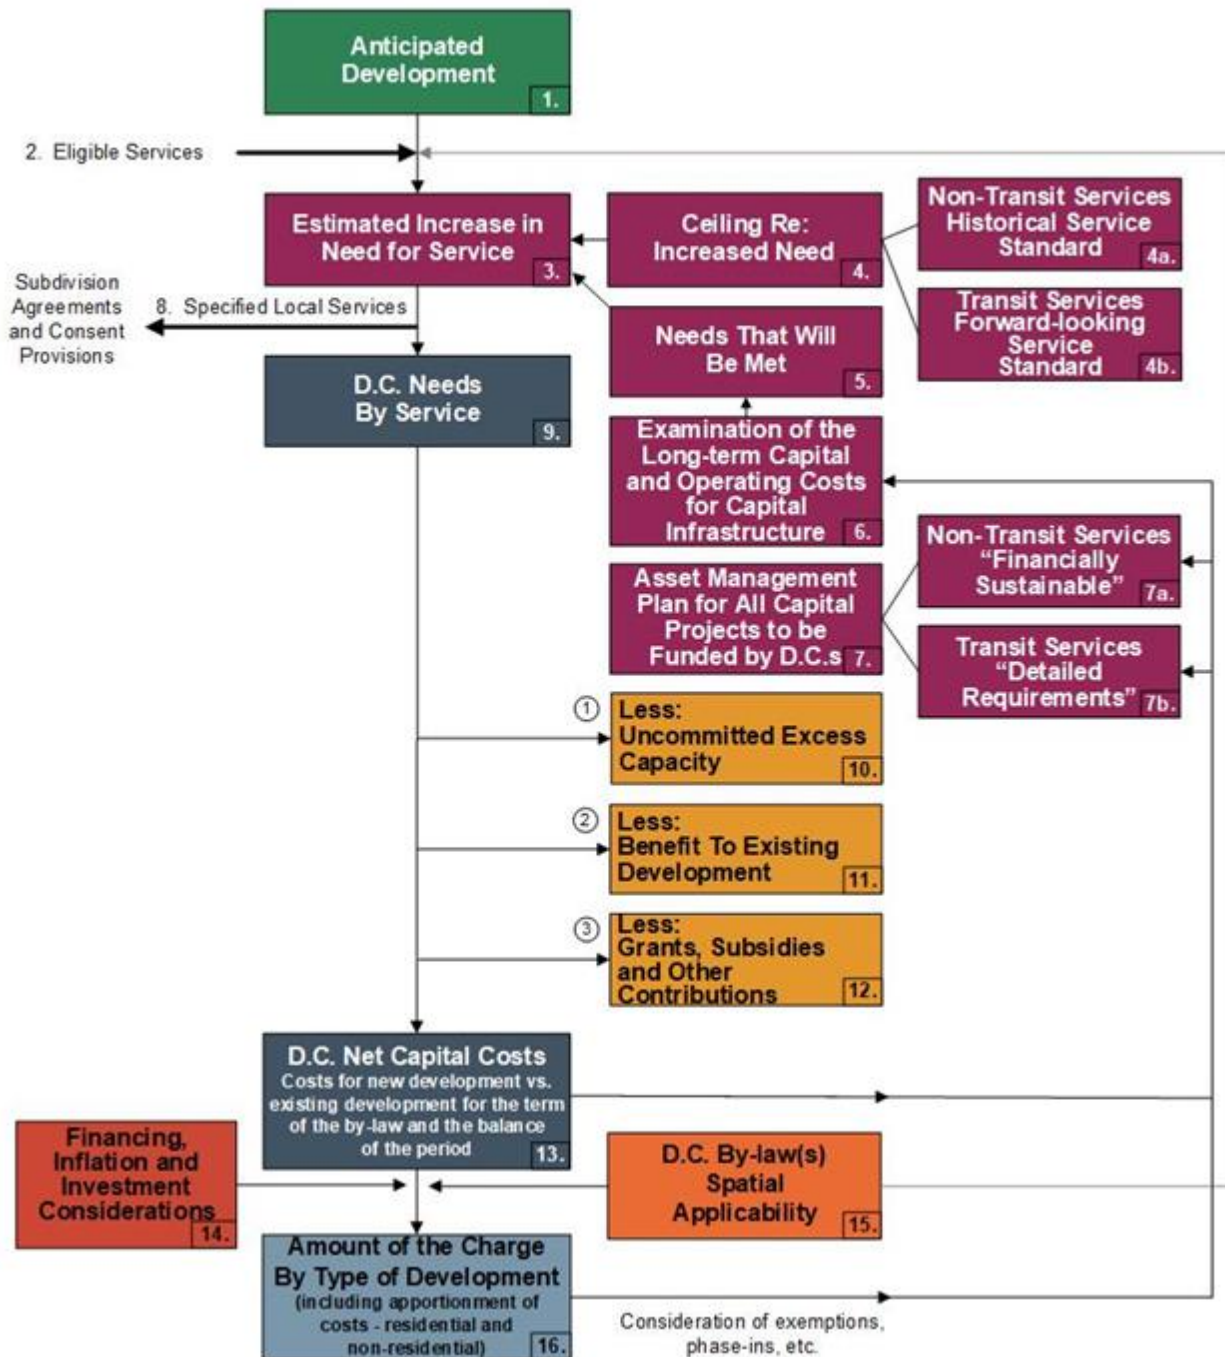 Anticipated
Development
1.
2. Eligible Services
Estimated Increase in
Need for Service
3.
Ceiling Re:
Increased Need
4.
Non-Transit Services
Historical Service
Standard
4a.
Transit Services
Forward-looking
Service
Standard
4b.
Subdivision
Agreements
and Consent
Provisions
8. Specified Local Services
Needs That Will
Be Met
5.
D.C. Needs
By Service
9.
Examination of the
Long-term Capital
and Operating Costs
for Capital
Infrastructure
6.
Asset Management
Plan for All Capital
Projects to be
Funded by D.C.s
7.
Non-Transit Services
“Financially
Sustainable”
7a.
Transit Services
“Detailed
Requirements”
7b.
1
Less:
Uncommitted Excess
Capacity
10.
2
Less:
Benefit To Existing
Development
11.
3
Less:
Grants, Subsidies
and Other
Contributions
12.
D.C. Net Capital Costs
Costs for new development vs.
existing development for the term
of the by-law and the balance
of the period
13.
Financing,
Inflation and
Investment
Considerations
14.
D.C. By-law(s)
Spatial
Applicability
15.
Amount of the Charge
By Type of Development
(including apportionment of
costs - residential and
non-residential)
16.
Consideration of exemptions,
phase-ins, etc.